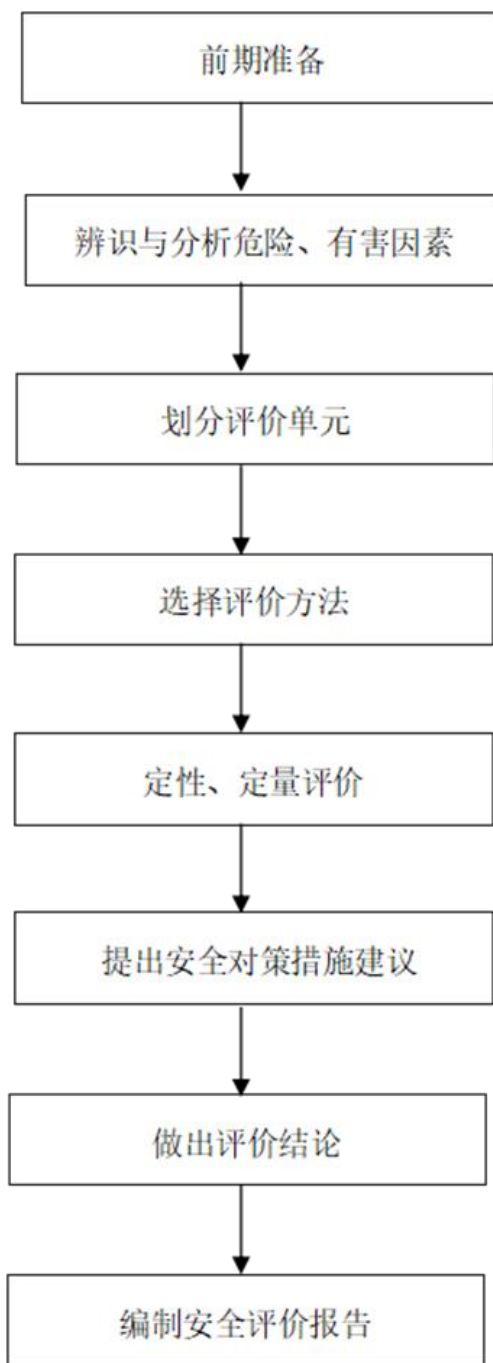 前期准备
辨识与分析危险、有害因素
划分评价单元
选择评价方法
定性、定量评价
提出安全对策措施建议
做出评价结论
编制安全评价报告